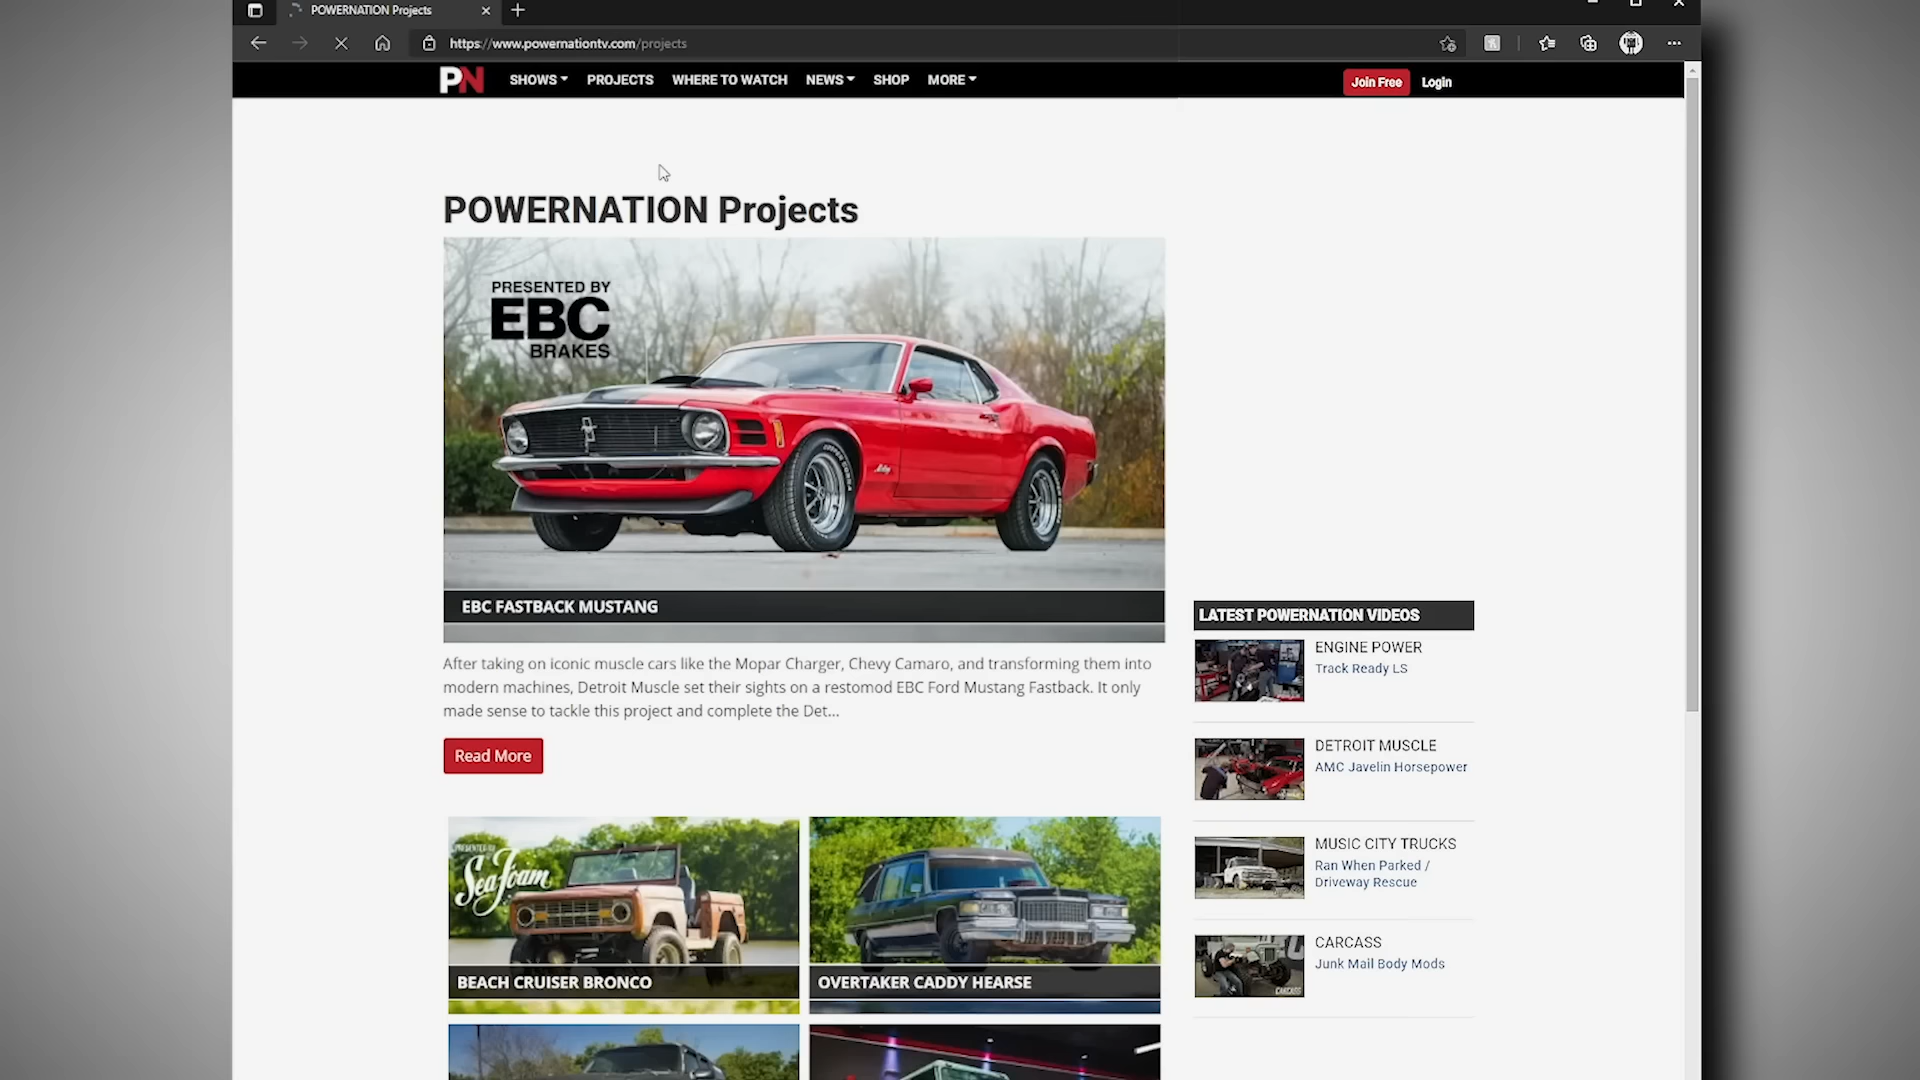 POWERNATION Projects
https://www.powernationtv.com/projects
PN SHOWS PROJECTS WHERE TO WATCH NEWS SHOP MORE Join Free Login
POWERNATION Projects
PRESENTED BY
EBC
BRAKES
EBC FASTBACK MUSTANG
After taking on iconic muscle cars like the Mopar Charger, Chevy Camaro, and transforming them into
modern machines, Detroit Muscle set their sights on a restomod EBC Ford Mustang Fastback. It only
made sense to tackle this project and complete the Det...
Read More
PRESENTED BY
Sea Foam
BEACH CRUISER BRONCO
OVERTAKER CADDY HEARSE
LATEST POWERNATION VIDEOS
ENGINE POWER
Track Ready LS
DETROIT MUSCLE
AMC Javelin Horsepower
MUSIC CITY TRUCKS
Ran When Parked /
Driveway Rescue
CARCASS
Junk Mail Body Mods
CARCASS